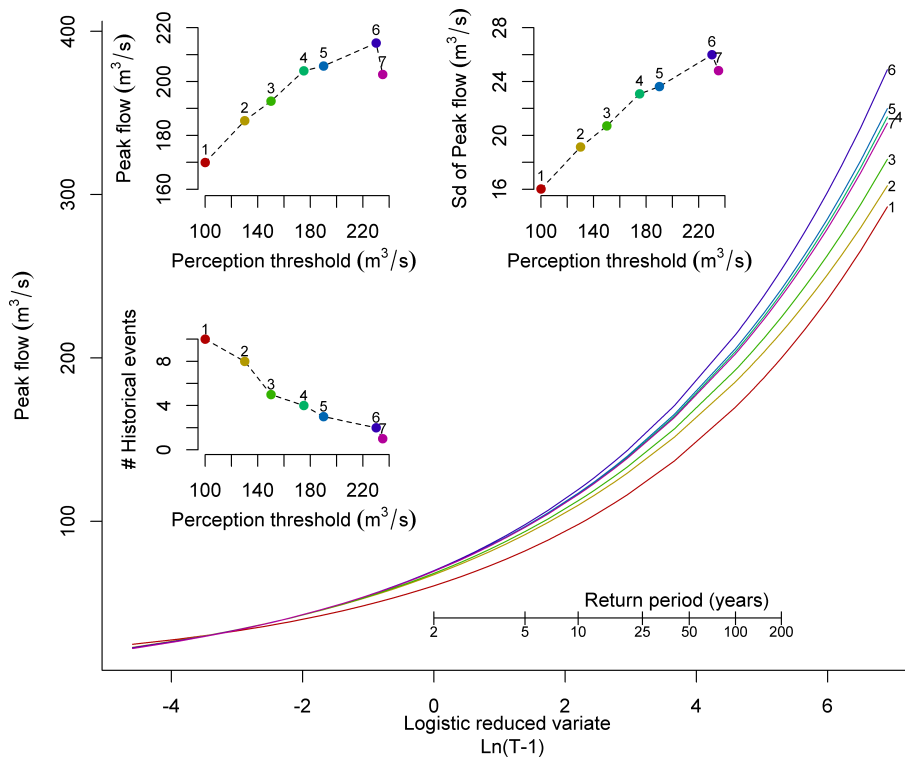 400
300
200
100
Peak flow (m³/s)
-4 -2 0 2 4 6
Logistic reduced variate
Ln(T-1)
220
200
180
160
Peak flow (m³/s)
1 2 3 4 5 6 7
100 140 180 220
Perception threshold (m³/s)
28
24
20
16
Sd of Peak flow (m³/s)
1 2 3 4 5 6 7
100 140 180 220
Perception threshold (m³/s)
8
4
0
# Historical events
1 2 3 4 5 6 7
100 140 180 220
Perception threshold (m³/s)
6
5
7 4
3
2
1
Return period (years)
2 5 10 25 50 100 200